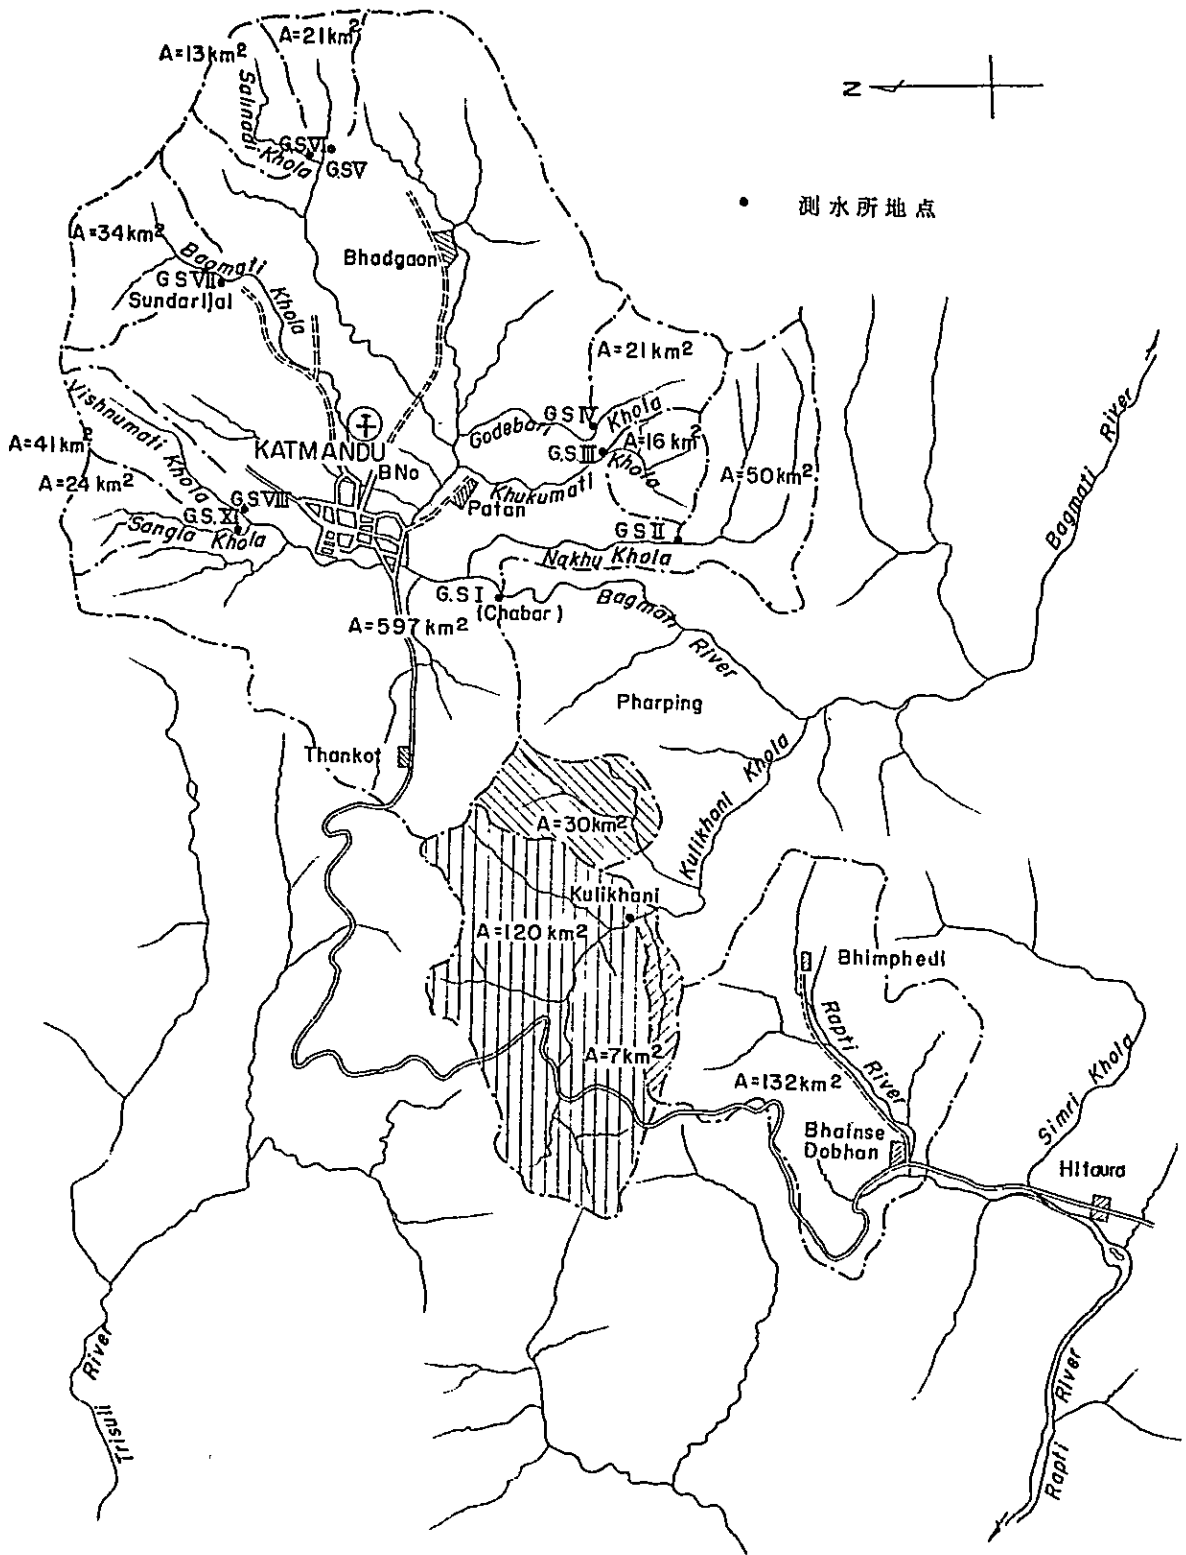 A=21km²
A=13km²
Salinadi Khola
G.S VI
G.S V
N
測水所地点
A=34km²
Bagmati Khola
G S VII
Sundarijal
Bhadgaon
A=21km²
Vishnumati Khola
G S IV
Godebari Khola
A=41km²
KATMANDU
B No
G.S. III
A=16km²
A=24km²
A=50km²
Khukumati Khola
Patan
G S VIII
G.S. XI
Sangla Khola
G S II
Nakhu Khola
G.S I
(Chabar)
Bagmati River
Bagmati River
A=597km²
Pharping
Thankot
Kulikhani Khola
A=30km²
Kulikhani
A=120km²
Bhimphedi
Rapti River
A=7km²
A=132km²
Simri Khola
Bhainse
Dobhan
Hitaura
Trisuli River
Rapti River